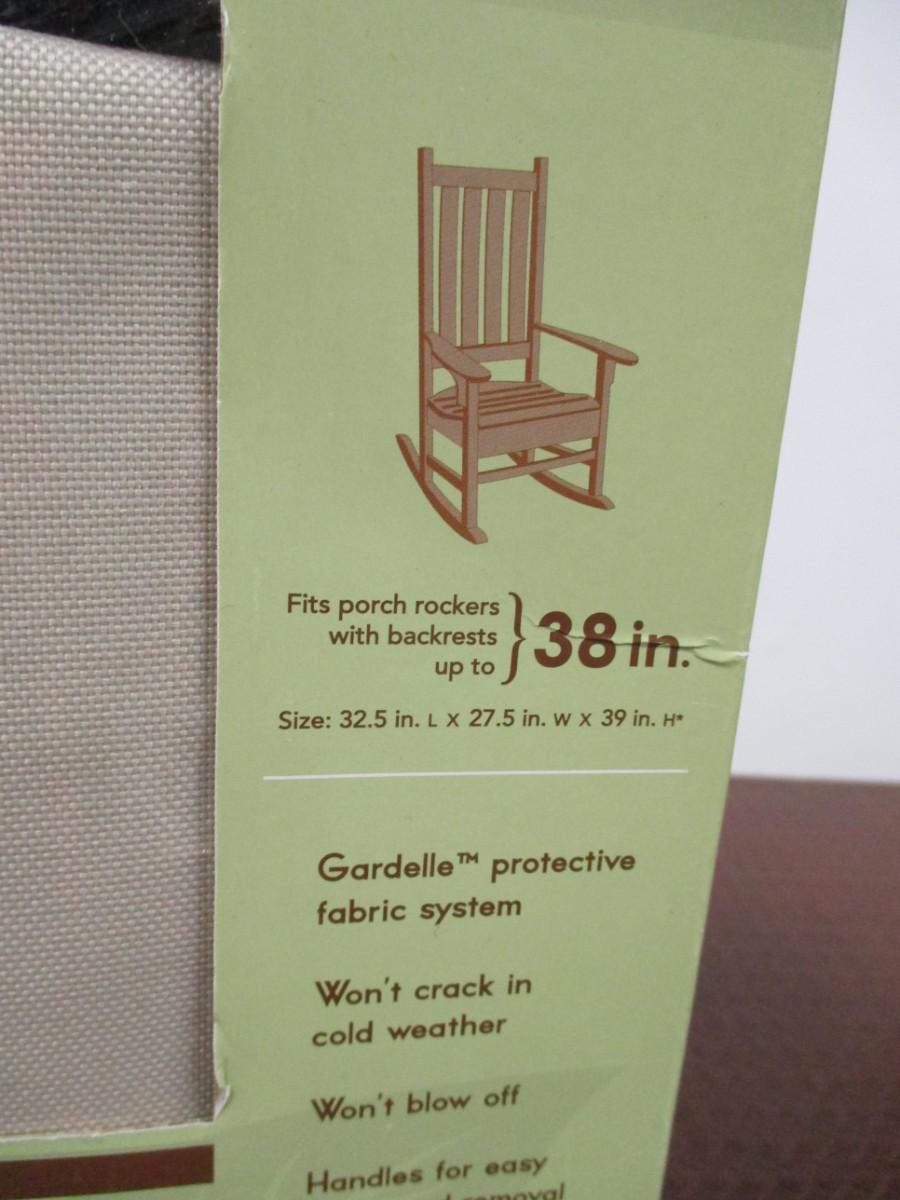 Fits porch rockers
with backrests
up to
} 38 in.
Size: 32.5 in. L X 27.5 in. W X 39 in. H*
Gardelle™ protective
fabric system
Won't crack in
cold weather
Won't blow off
Handles for easy
removal